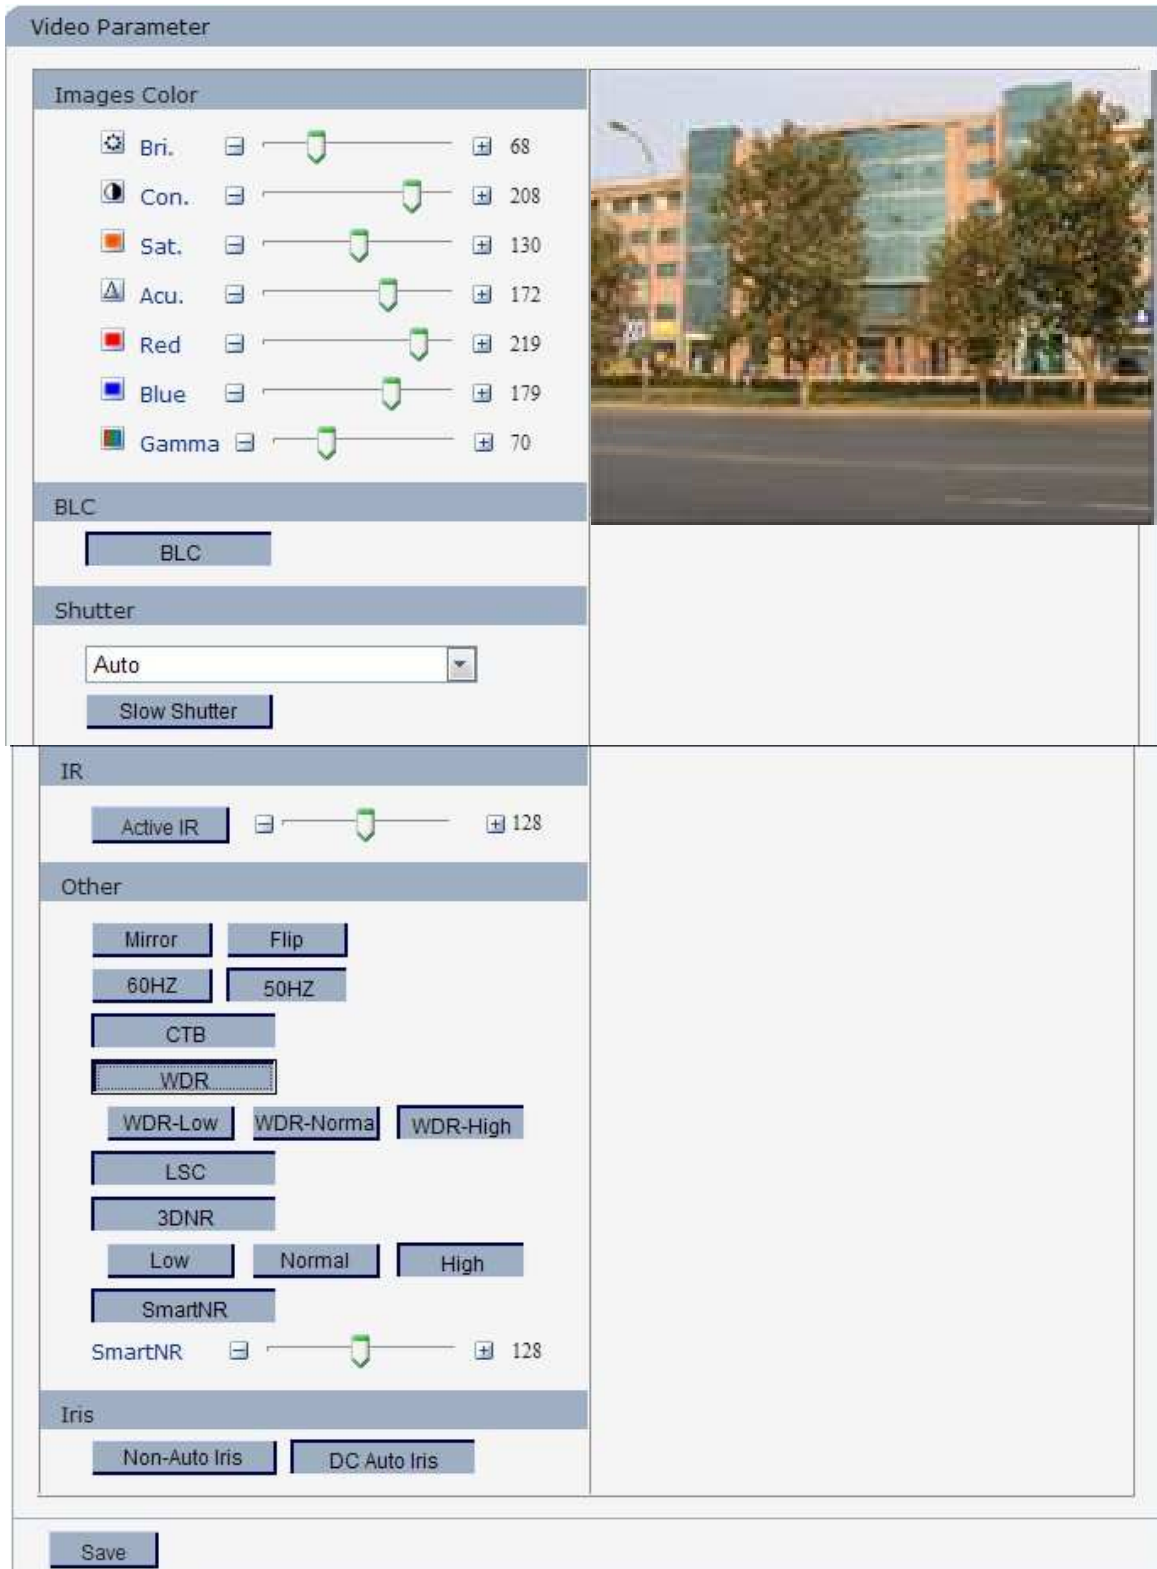 Video Parameter
Images Color
Bri. 68
Con. 208
Sat. 130
Acu. 172
Red 219
Blue 179
Gamma 70
BLC
BLC
Shutter
Auto
Slow Shutter
IR
Active IR 128
Other
Mirror Flip
60HZ 50HZ
CTB
WDR
WDR-Low WDR-Norma WDR-High
LSC
3DNR
Low Normal High
SmartNR
SmartNR 128
Iris
Non-Auto Iris DC Auto Iris
Save